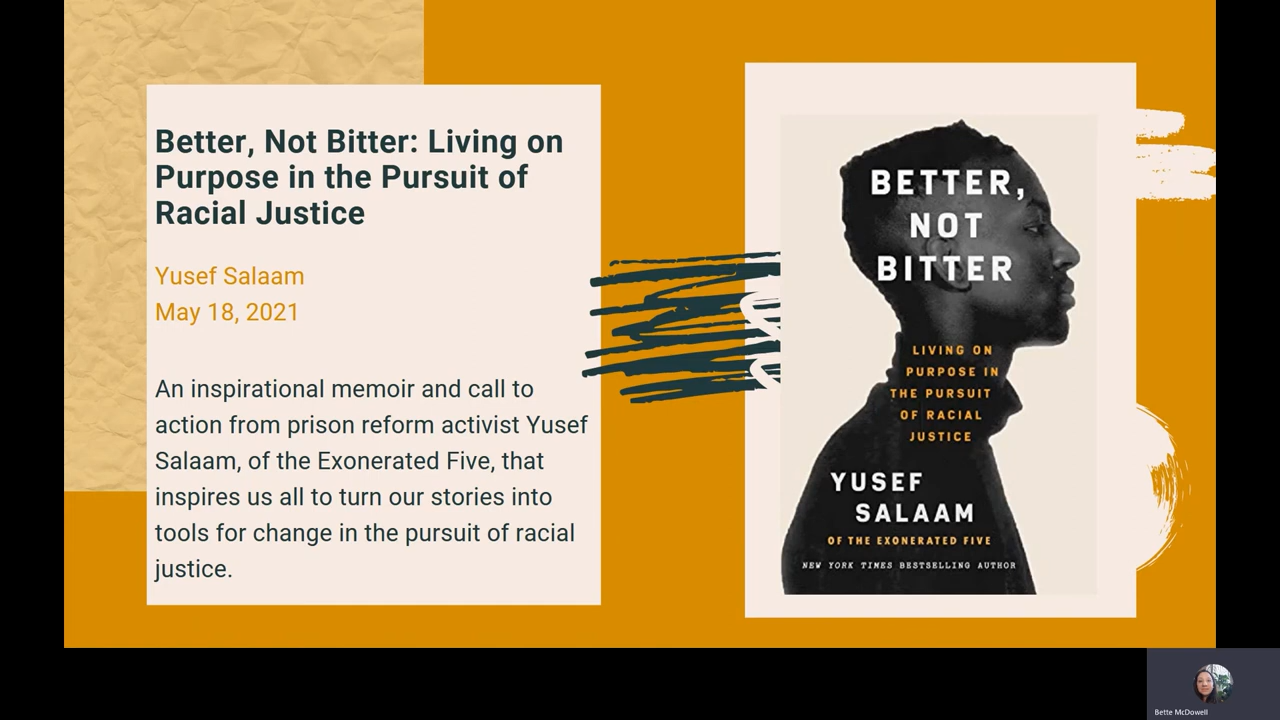 Better, Not Bitter: Living on
Purpose in the Pursuit of
Racial Justice
Yusef Salaam
May 18, 2021
An inspirational memoir and call to
action from prison reform activist Yusef
Salaam, of the Exonerated Five, that
inspires us all to turn our stories into
tools for change in the pursuit of racial
justice.
BETTER,
NOT
BITTER
LIVING ON
PURPOSE IN
THE PURSUIT
OF RACIAL
JUSTICE
YUSEF
SALAAM
OF THE EXONERATED FIVE
NEW YORK TIMES BESTSELLING AUTHOR
Bette McDowell